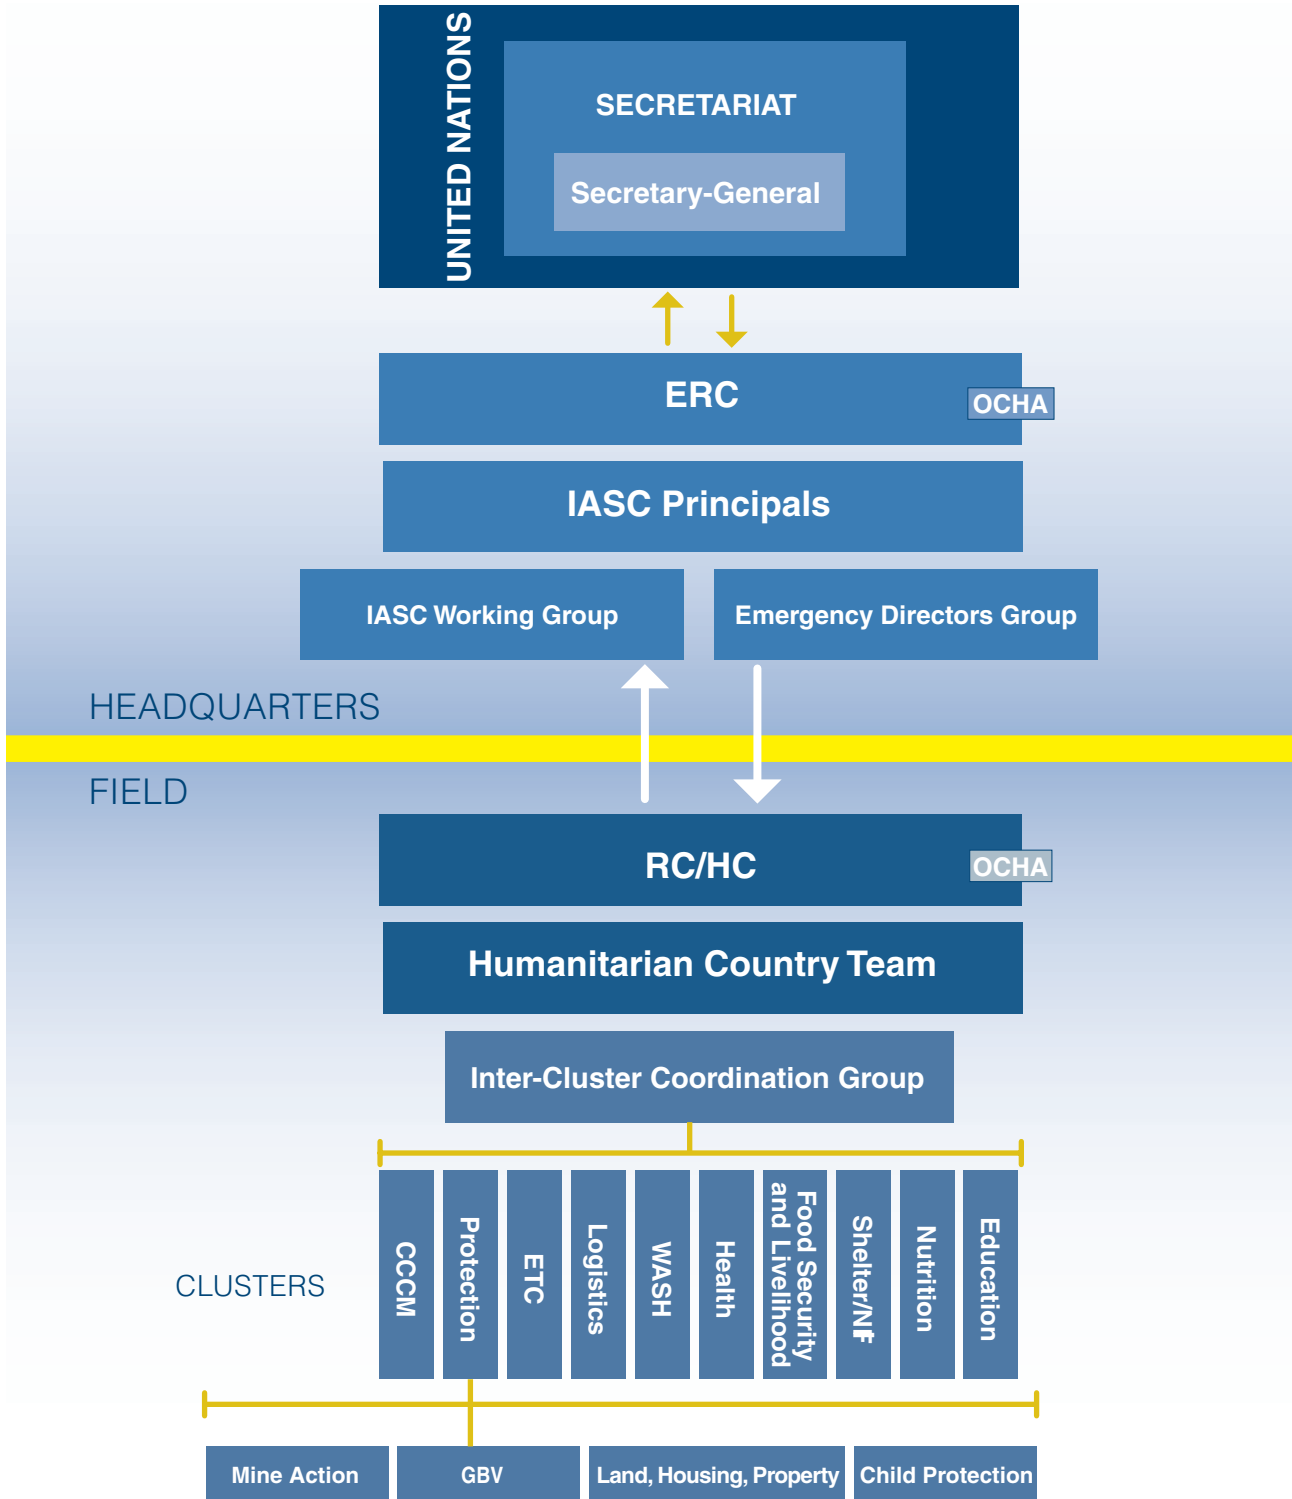 UNITED NATIONS
SECRETARIAT
Secretary-General
ERC
OCHA
IASC Principals
IASC Working Group
Emergency Directors Group
HEADQUARTERS
FIELD
RC/HC
OCHA
Humanitarian Country Team
Inter-Cluster Coordination Group
CLUSTERS
CCCM
Protection
ETC
Logistics
WASH
Health
Food Security
and Livelihood
Shelter/NFI
Nutrition
Education
Mine Action
GBV
Land, Housing, Property
Child Protection